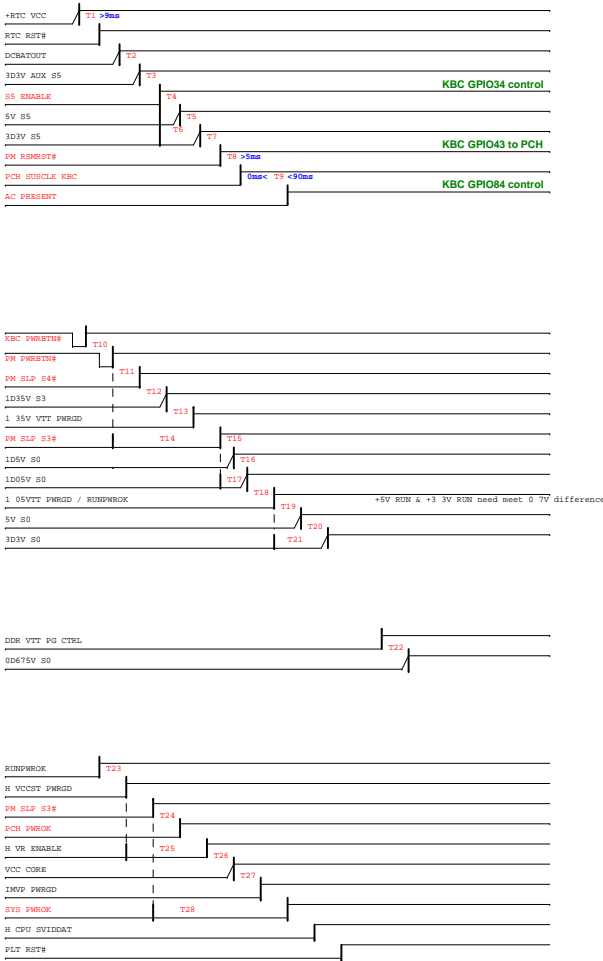 +RTC VCC
T1 >9ms
RTC RST#
DCBATOUT
T2
3D3V AUX S5
T3
KBC GPIO34 control
S5 ENABLE
T4
5V S5
T5
T6
3D3V S5
T7
KBC GPIO43 to PCH
PM RSMRST#
T8 >5ms
PCH SUSCLK KBC
0ms< T9 <90ms
KBC GPIO84 control
AC PRESENT
KBC PWRBTN#
T10
PM PWRBTN#
T11
PM SLP S4#
T12
1D35V S3
T13
1 35V VTT PWRGD
PM SLP S3#
T14
T15
1D5V S0
T16
1D05V S0
T17
T18
1 05VTT PWRGD / RUNPWROK
+5V RUN & +3 3V RUN need meet 0 7V difference
T19
5V S0
T20
3D3V S0
T21
DDR VTT PG CTRL
T22
0D675V S0
RUNPWROK
T23
H VCCST PWRGD
PM SLP S3#
T24
PCH PWROK
H VR ENABLE
T25
T26
VCC CORE
T27
IMVP PWRGD
SYS PWROK
T28
H CPU SVIDDAT
PLT RST#